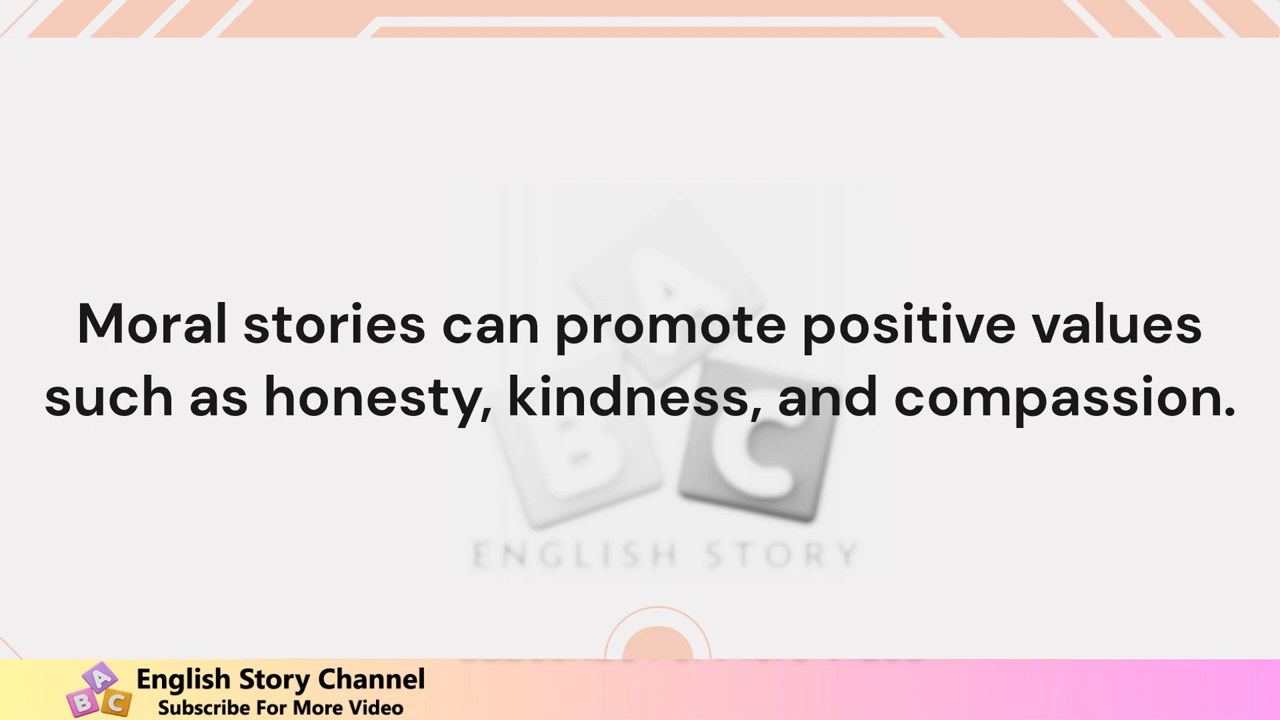 Moral stories can promote positive values
such as honesty, kindness, and compassion.
A
B C
ENGLISH STORY
A
B C
English Story Channel
Subscribe For More Video